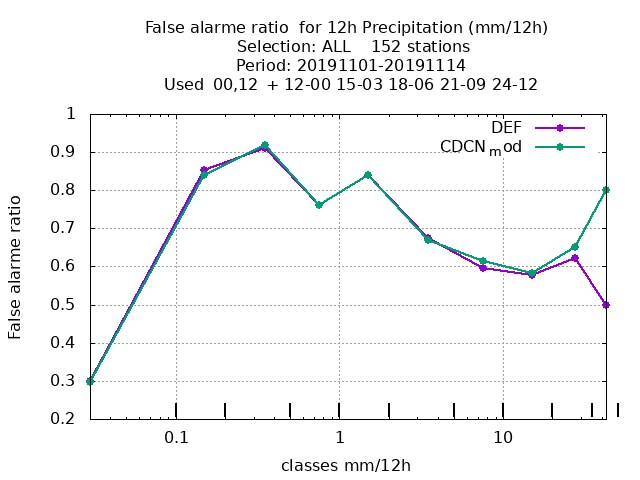 False alarme ratio  for 12h Precipitation (mm/12h)
Selection: ALL    152 stations
Period: 20191101-20191114
Used  00,12  + 12-00 15-03 18-06 21-09 24-12
DEF
CDCN_mod
1
0.9
0.8
0.7
0.6
0.5
0.4
0.3
0.2
False alarme ratio
0.1
1
10
classes mm/12h